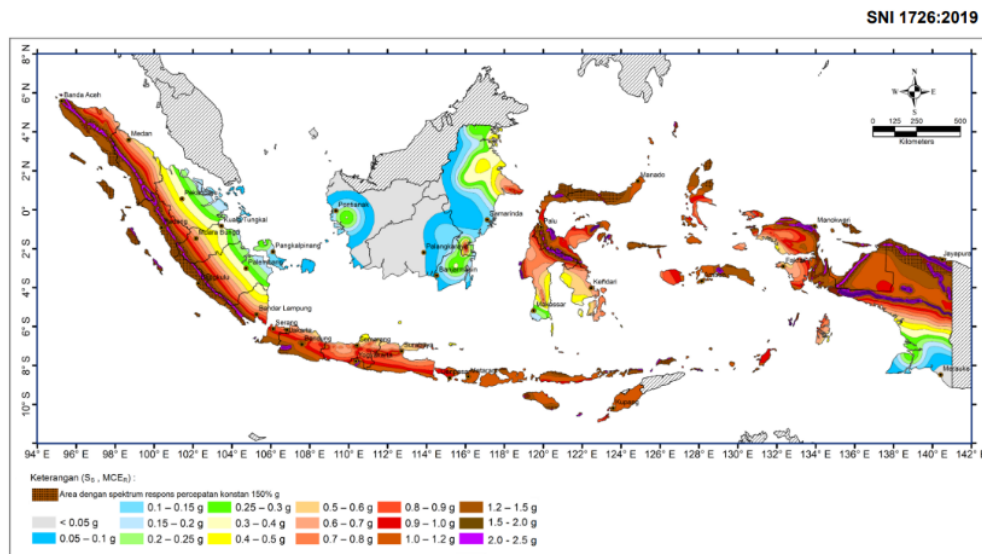 SNI 1726:2019
8° N
6° N
4° N
2° N
0°
2° S
4° S
6° S
8° S
10° S
94° E 96° E 98° E 100° E 102° E 104° E 106° E 108° E 110° E 112° E 114° E 116° E 118° E 120° E 122° E 124° E 126° E 128° E 130° E 132° E 134° E 136° E 138° E 140° E 142° E
N
W E
S
0 125 250 500
Kilometers
Banda Aceh
Medan
Kuala Tungkal
Muara Bungo
Pangkalpinang
Palembang
Bengkulu
Bandar Lampung
Serang
Jakarta
Bandung
Semarang
Surabaya
Mataram
Kupang
Pontianak
Samarinda
Banjarmasin
Palu
Manado
Kendari
Makassar
Manokwari
Jayapura
Merauke
Keterangan (SS , MCER) :
Area dengan spektrum respons percepatan konstan 150% g
< 0.05 g
0.05 – 0.1 g
0.1 – 0.15 g
0.15 – 0.2 g
0.2 – 0.25 g
0.25 – 0.3 g
0.3 – 0.4 g
0.4 – 0.5 g
0.5 – 0.6 g
0.6 – 0.7 g
0.7 – 0.8 g
0.8 – 0.9 g
0.9 – 1.0 g
1.0 – 1.2 g
1.2 – 1.5 g
1.5 - 2.0 g
2.0 - 2.5 g